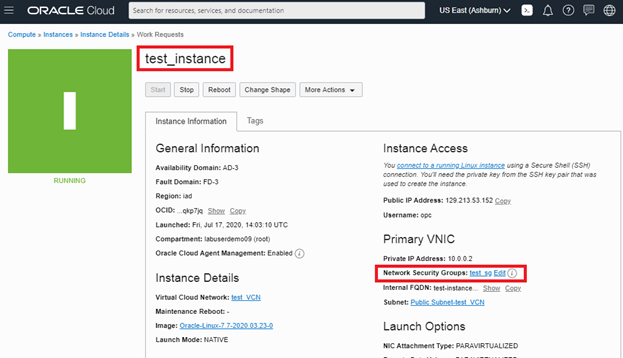 ORACLE Cloud
Search for resources, services, and documentation
US East (Ashburn)
Compute » Instances » Instance Details » Work Requests
test_instance
Start Stop Reboot Change Shape More Actions
RUNNING
Instance Information Tags
General Information
Availability Domain: AD-3
Fault Domain: FD-3
Region: iad
OCID: ...qkp7jq Show Copy
Launched: Fri, Jul 17, 2020, 14:03:10 UTC
Compartment: labuserdemo09 (root)
Oracle Cloud Agent Management: Enabled
Instance Details
Virtual Cloud Network: test_VCN
Maintenance Reboot: -
Image: Oracle-Linux-7.7-2020.03.23-0
Launch Mode: NATIVE
Instance Access
You connect to a running Linux instance using a Secure Shell (SSH)
connection. You'll need the private key from the SSH key pair that was
used to create the instance.
Public IP Address: 129.213.53.152 Copy
Username: opc
Primary VNIC
Private IP Address: 10.0.0.2
Network Security Groups: test_sg Edit
Internal FQDN: test-instance... Show Copy
Subnet: Public Subnet-test_VCN
Launch Options
NIC Attachment Type: PARAVIRTUALIZED